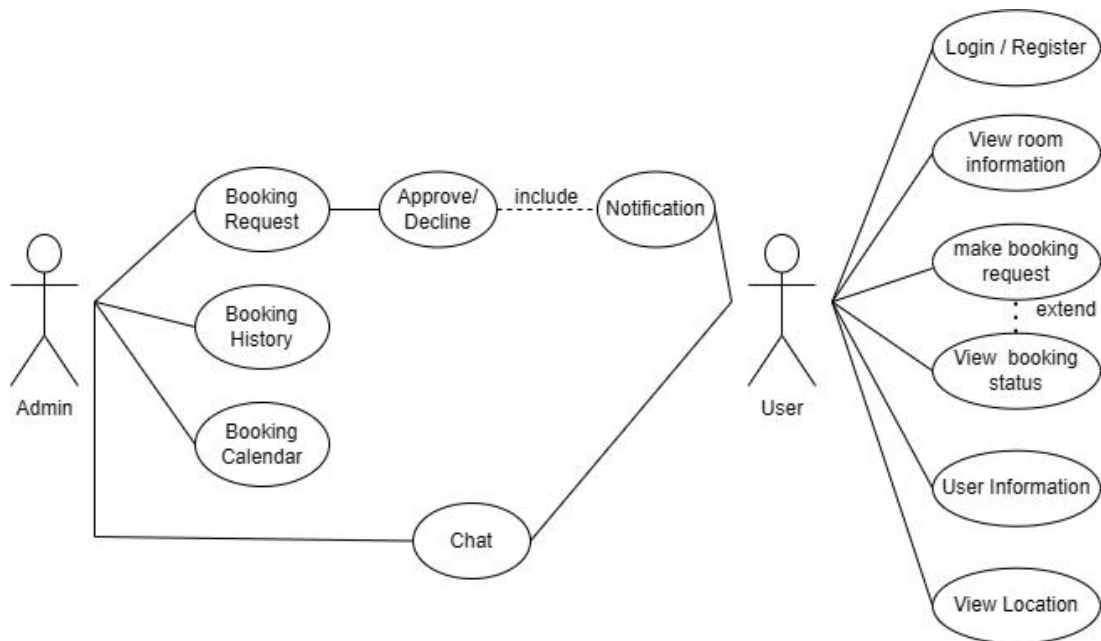 Login / Register
View room
information
Booking
Request
Approve/
Decline
include
Notification
make booking
request
extend
Booking
History
View booking
status
Admin
User
Booking
Calendar
User Information
Chat
View Location